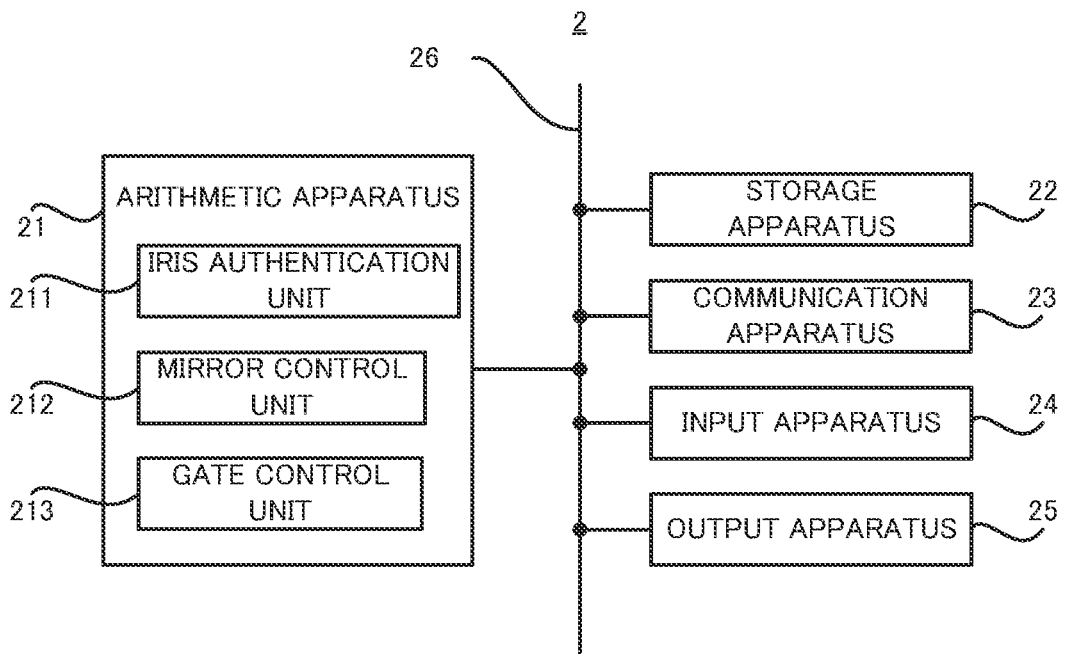 2
26
ARITHMETIC APPARATUS
21
IRIS AUTHENTICATION
UNIT
211
MIRROR CONTROL
UNIT
212
GATE CONTROL
UNIT
213
STORAGE
APPARATUS
22
COMMUNICATION
APPARATUS
23
INPUT APPARATUS
24
OUTPUT APPARATUS
25